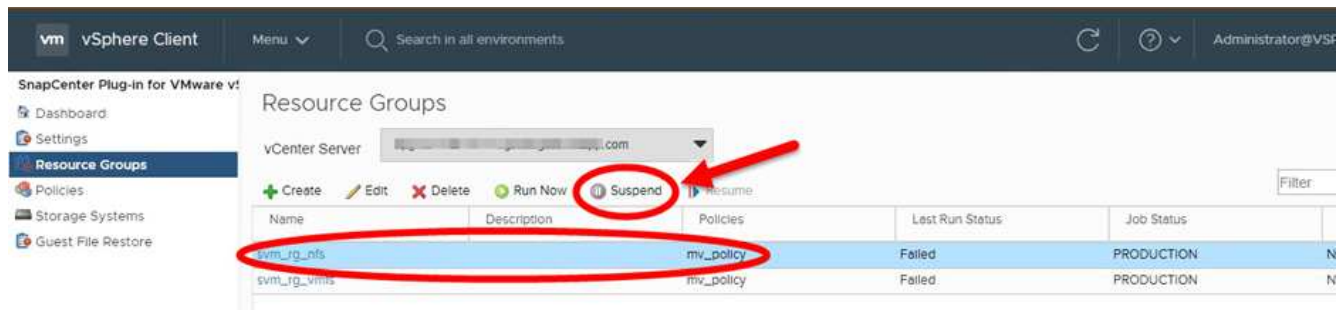 vm vSphere Client Menu Search in all environments Administrator@VSP
SnapCenter Plug-in for VMware vS
Dashboard
Settings
Resource Groups
Policies
Storage Systems
Guest File Restore
Resource Groups
vCenter Server .com
Create Edit Delete Run Now Suspend Resume Filter
Name Description Policies Last Run Status Job Status
svm_rg_nfs mv_policy Failed PRODUCTION N
svm_rg_vmfs mv_policy Failed PRODUCTION N